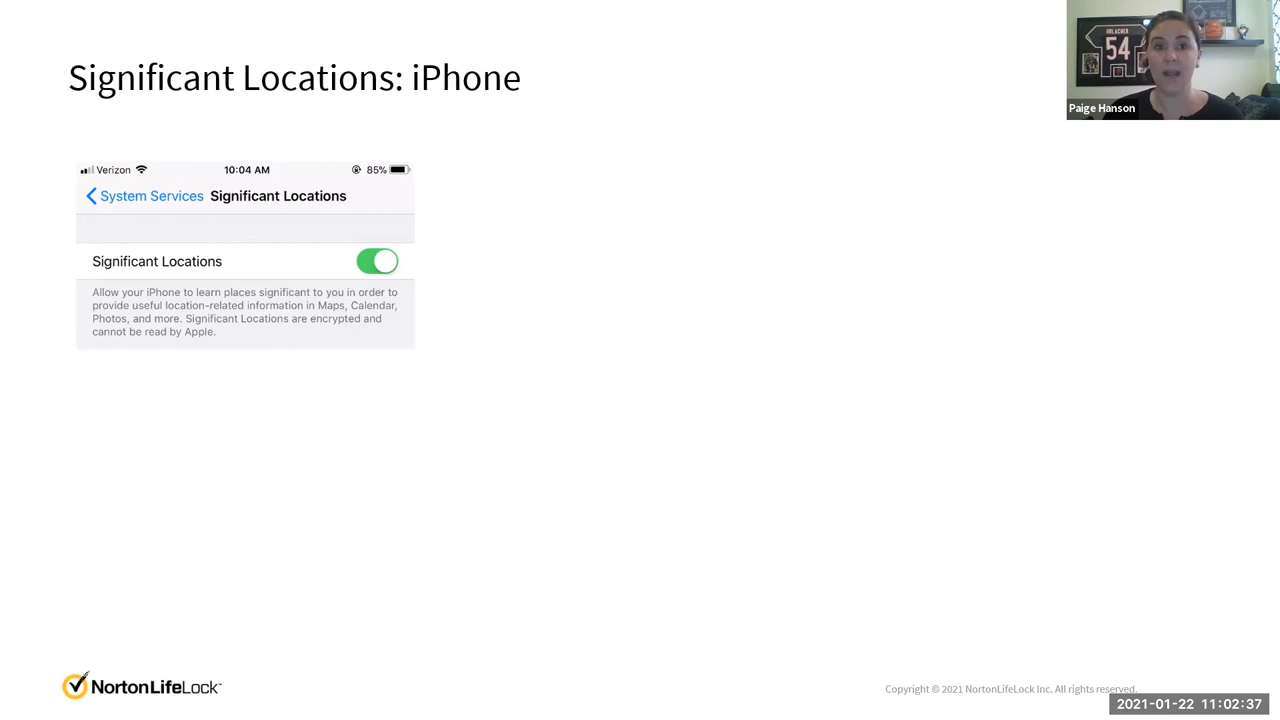 Significant Locations: iPhone
URLACHER
54
Paige Hanson
Verizon 10:04 AM 85%
System Services Significant Locations
Significant Locations
Allow your iPhone to learn places significant to you in order to
provide useful location-related information in Maps, Calendar,
Photos, and more. Significant Locations are encrypted and
cannot be read by Apple.
NortonLifeLock™
Copyright © 2021 NortonLifeLock Inc. All rights reserved.
2021-01-22 11:02:37